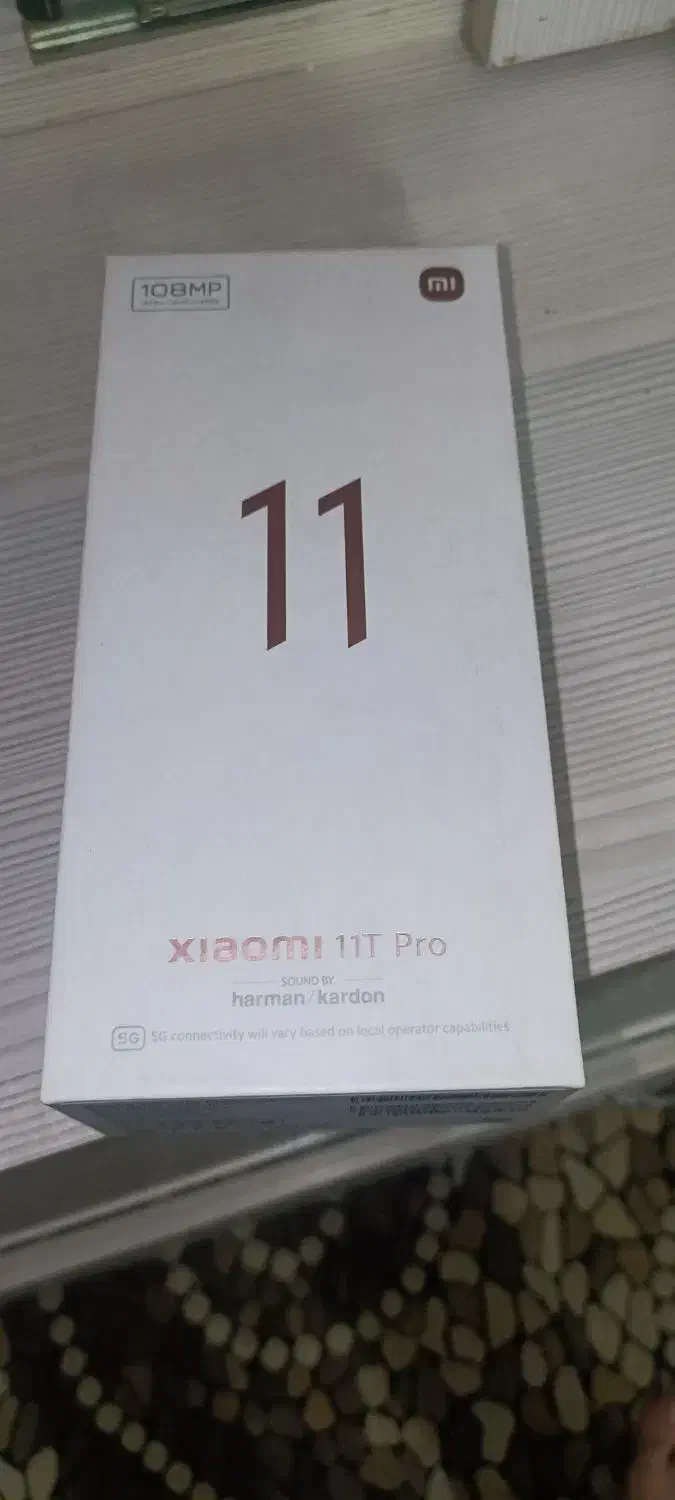 108MP
mi
11
xiaomi 11T Pro
SOUND BY
harman/kardon
5G 5G connectivity will vary based on local operator capabilities